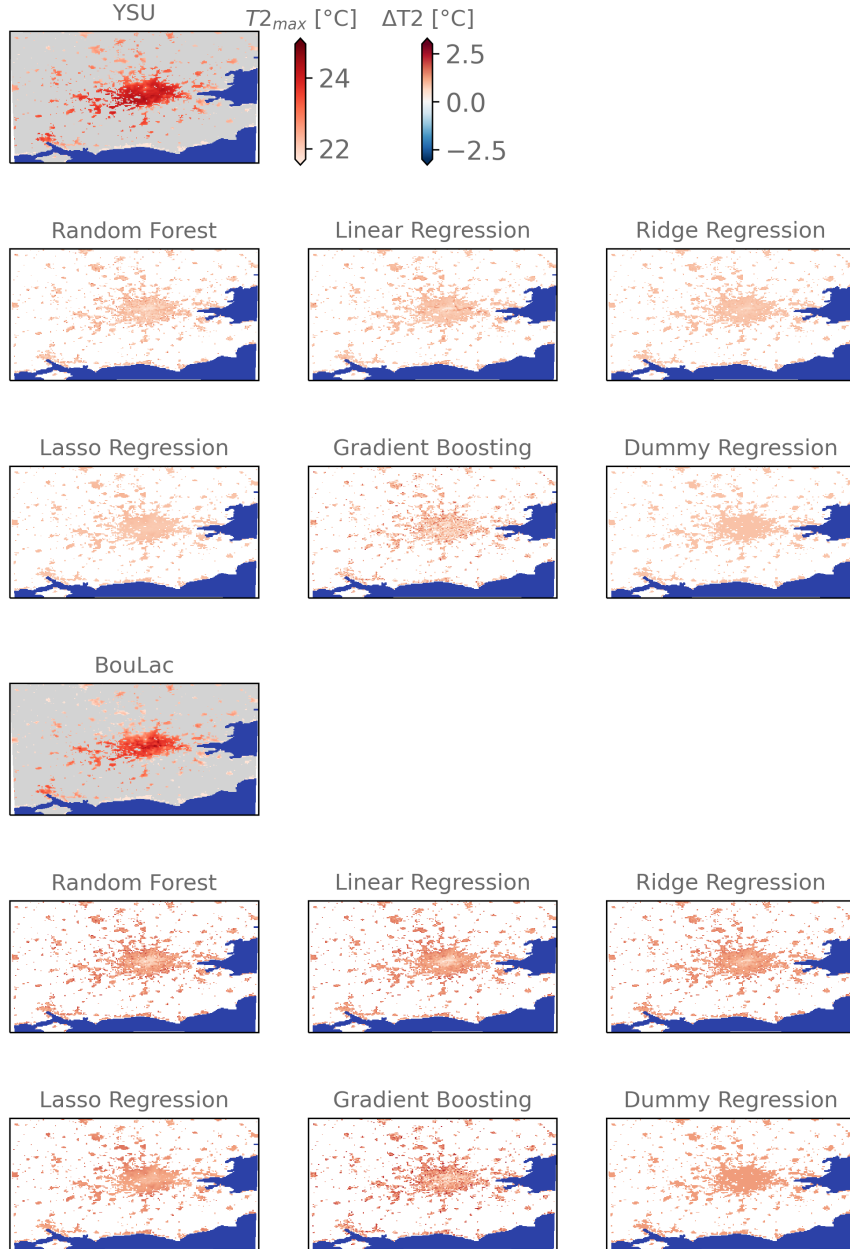 YSU
T2max [°C]
ΔT2 [°C]
24
22
2.5
0.0
−2.5
Random Forest
Linear Regression
Ridge Regression
Lasso Regression
Gradient Boosting
Dummy Regression
BouLac
Random Forest
Linear Regression
Ridge Regression
Lasso Regression
Gradient Boosting
Dummy Regression